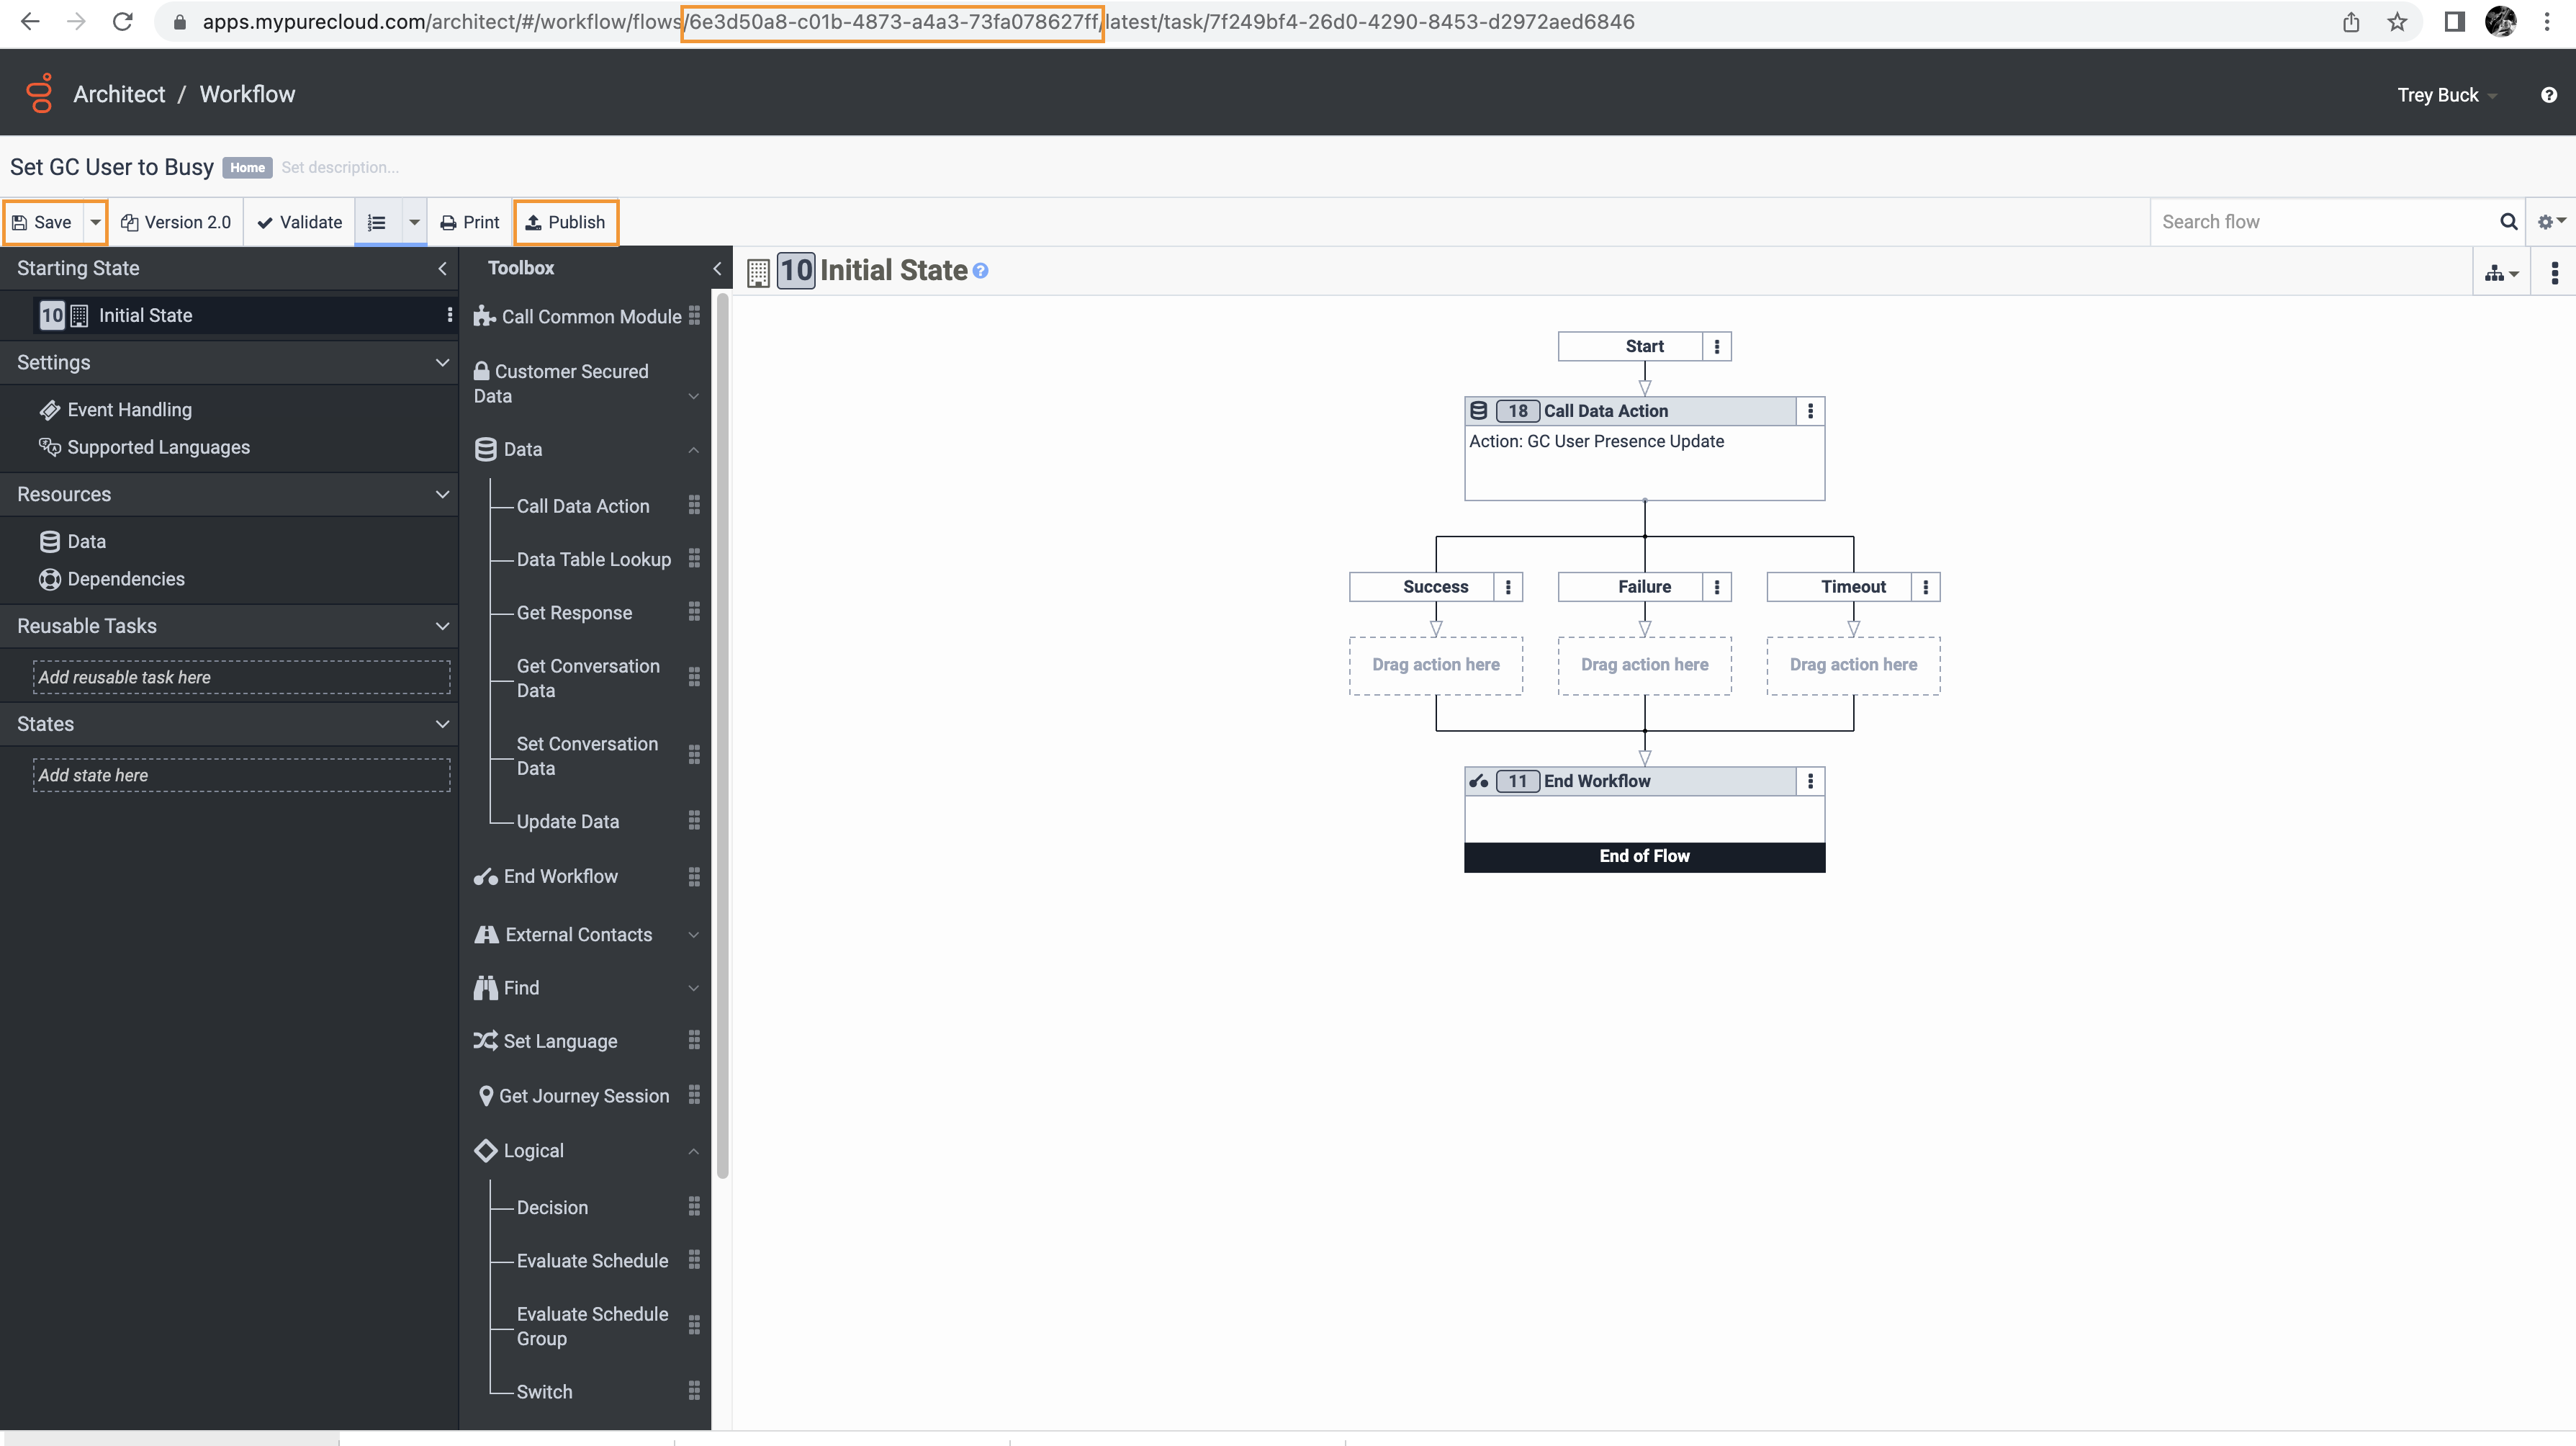 apps.mypurecloud.com/architect/#/workflow/flows/6e3d50a8-c01b-4873-a4a3-73fa078627ff/latest/task/7f249bf4-26d0-4290-8453-d2972aed6846
Architect / Workflow
Trey Buck
Set GC User to Busy Home Set description...
Save Version 2.0 Validate Print Publish
Search flow
Starting State
10 Initial State
Settings
Event Handling
Supported Languages
Resources
Data
Dependencies
Reusable Tasks
Add reusable task here
States
Add state here
Toolbox
Call Common Module
Customer Secured
Data
Data
Call Data Action
Data Table Lookup
Get Response
Get Conversation
Data
Set Conversation
Data
Update Data
End Workflow
External Contacts
Find
Set Language
Get Journey Session
Logical
Decision
Evaluate Schedule
Evaluate Schedule
Group
Switch
10 Initial State ?
Start
18 Call Data Action
Action: GC User Presence Update
Success Failure Timeout
Drag action here Drag action here Drag action here
11 End Workflow
End of Flow